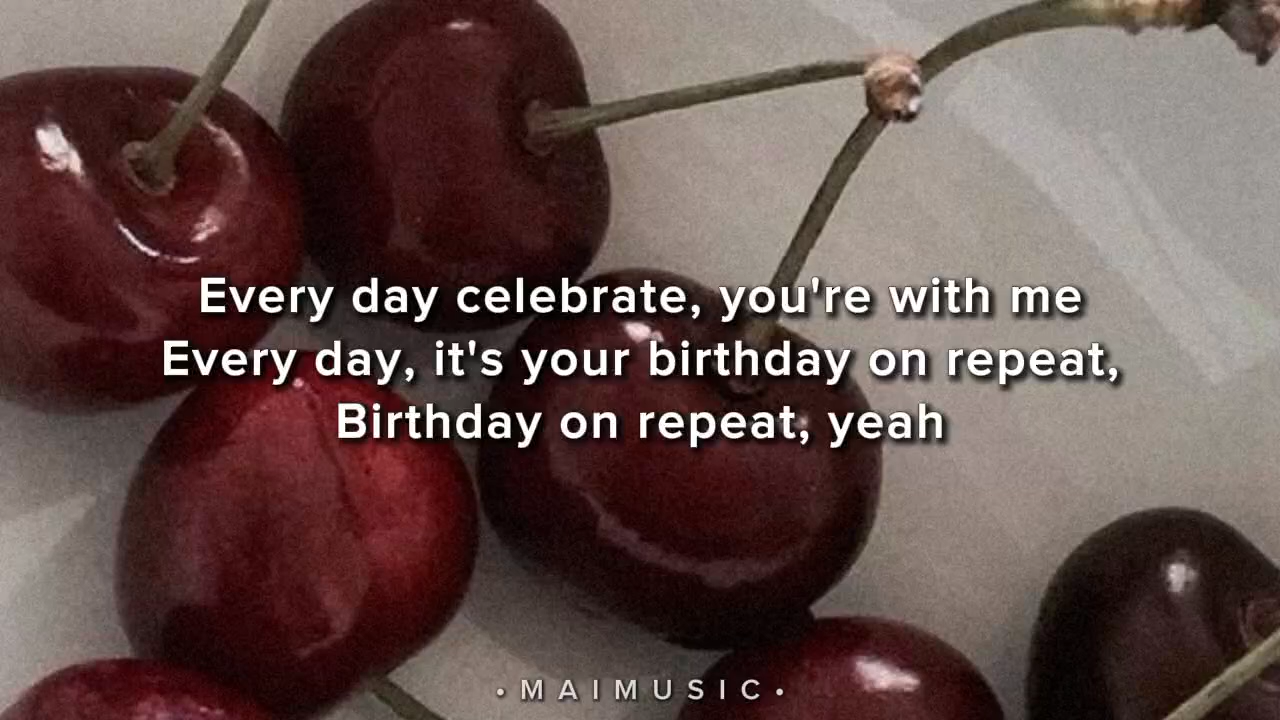 Every day celebrate, you're with me
Every day, it's your birthday on repeat,
Birthday on repeat, yeah
• M A I M U S I C •